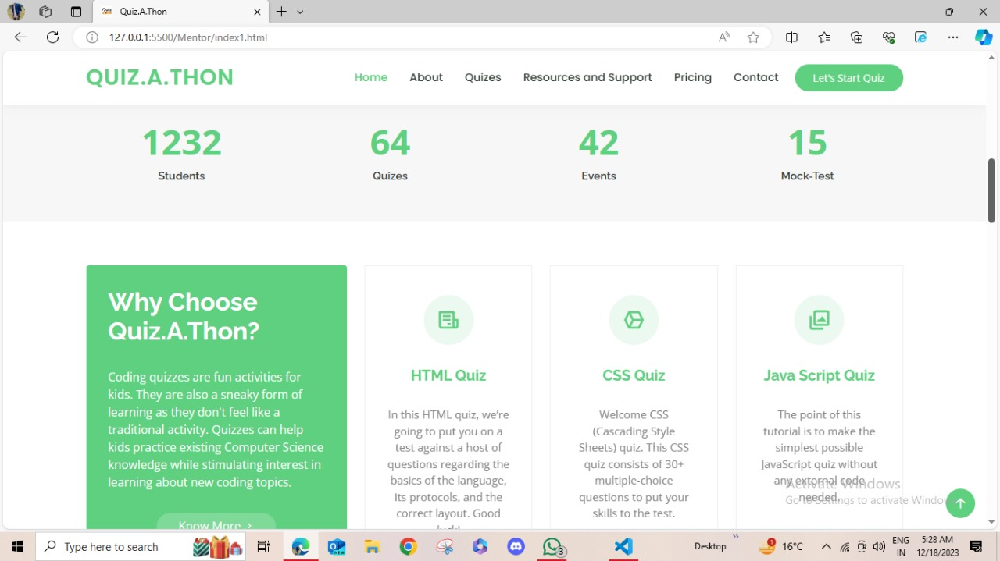 Quiz.A.Thon
127.0.0.1:5500/Mentor/index1.html
QUIZ.A.THON
Home
About
Quizes
Resources and Support
Pricing
Contact
Let's Start Quiz
1232
64
42
15
Students
Quizes
Events
Mock-Test
Why Choose
Quiz.A.Thon?
Coding quizzes are fun activities for
kids. They are also a sneaky form of
learning as they don't feel like a
traditional activity. Quizzes can help
kids practice existing Computer Science
knowledge while stimulating interest in
learning about new coding topics.
Know More
HTML Quiz
In this HTML quiz, we’re
going to put you on a
test against a host of
questions regarding the
basics of the language,
its protocols, and the
correct layout. Good
luck!
CSS Quiz
Welcome CSS
(Cascading Style
Sheets) quiz. This CSS
quiz consists of 30+
multiple-choice
questions to put your
skills to the test.
Java Script Quiz
The point of this
tutorial is to make the
simplest possible
JavaScript quiz without
any external code
needed.
Activate Windows
Go to Settings to activate Windows
Type here to search
3
Desktop
1
16°C
ENG
IN
5:28 AM
12/18/2023